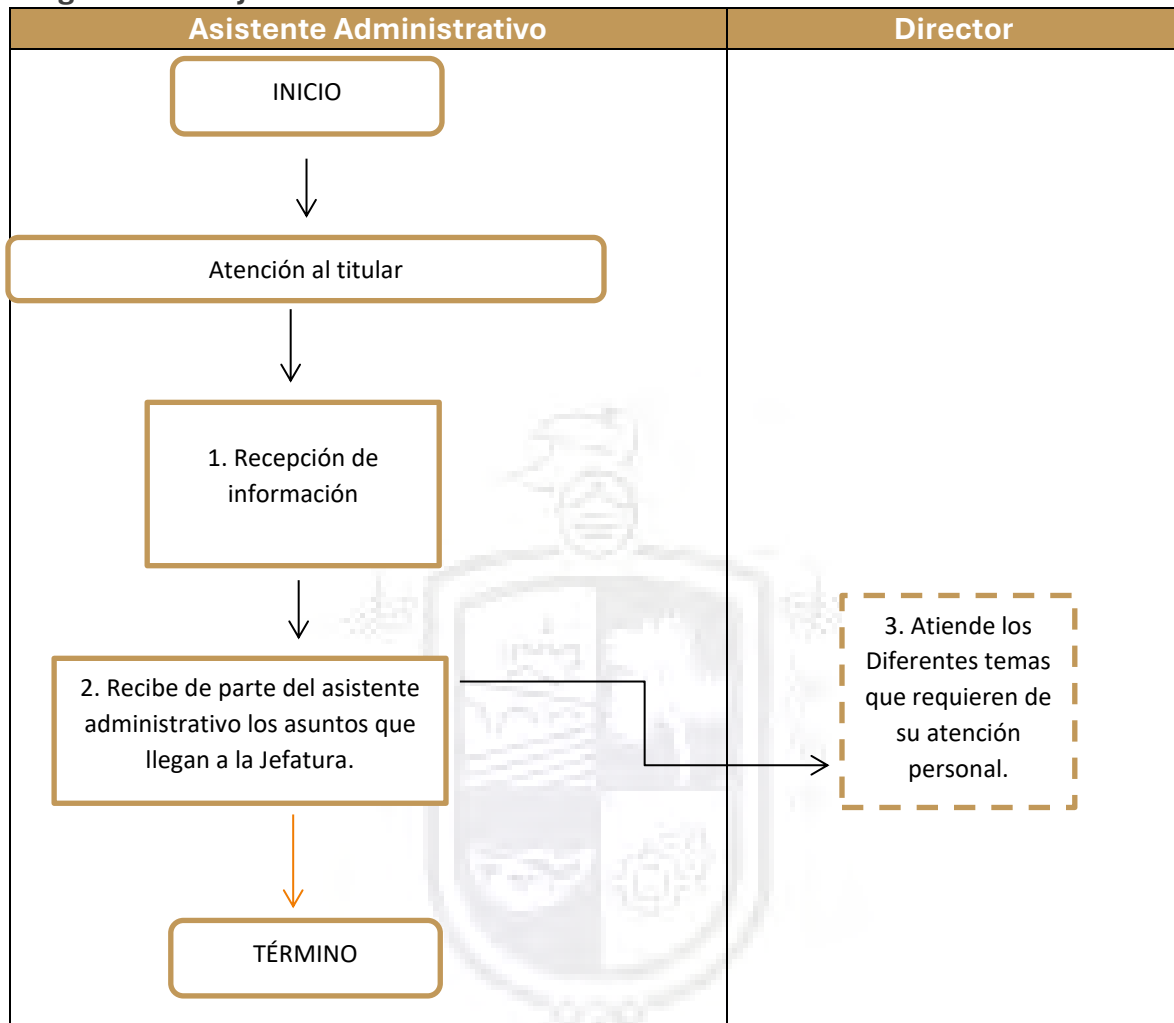 Asistente Administrativo
Director
INICIO
Atención al titular
1. Recepción de
información
2. Recibe de parte del asistente
administrativo los asuntos que
llegan a la Jefatura.
3. Atiende los
Diferentes temas
que requieren de
su atención
personal.
TÉRMINO